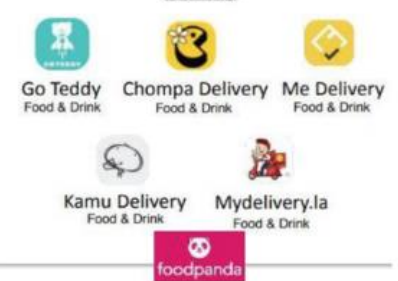 GOTEDDY
Go Teddy
Food & Drink
Chompa Delivery
Food & Drink
Me Delivery
Food & Drink
Kamu Delivery
Food & Drink
Mydelivery.la
Food & Drink
foodpanda